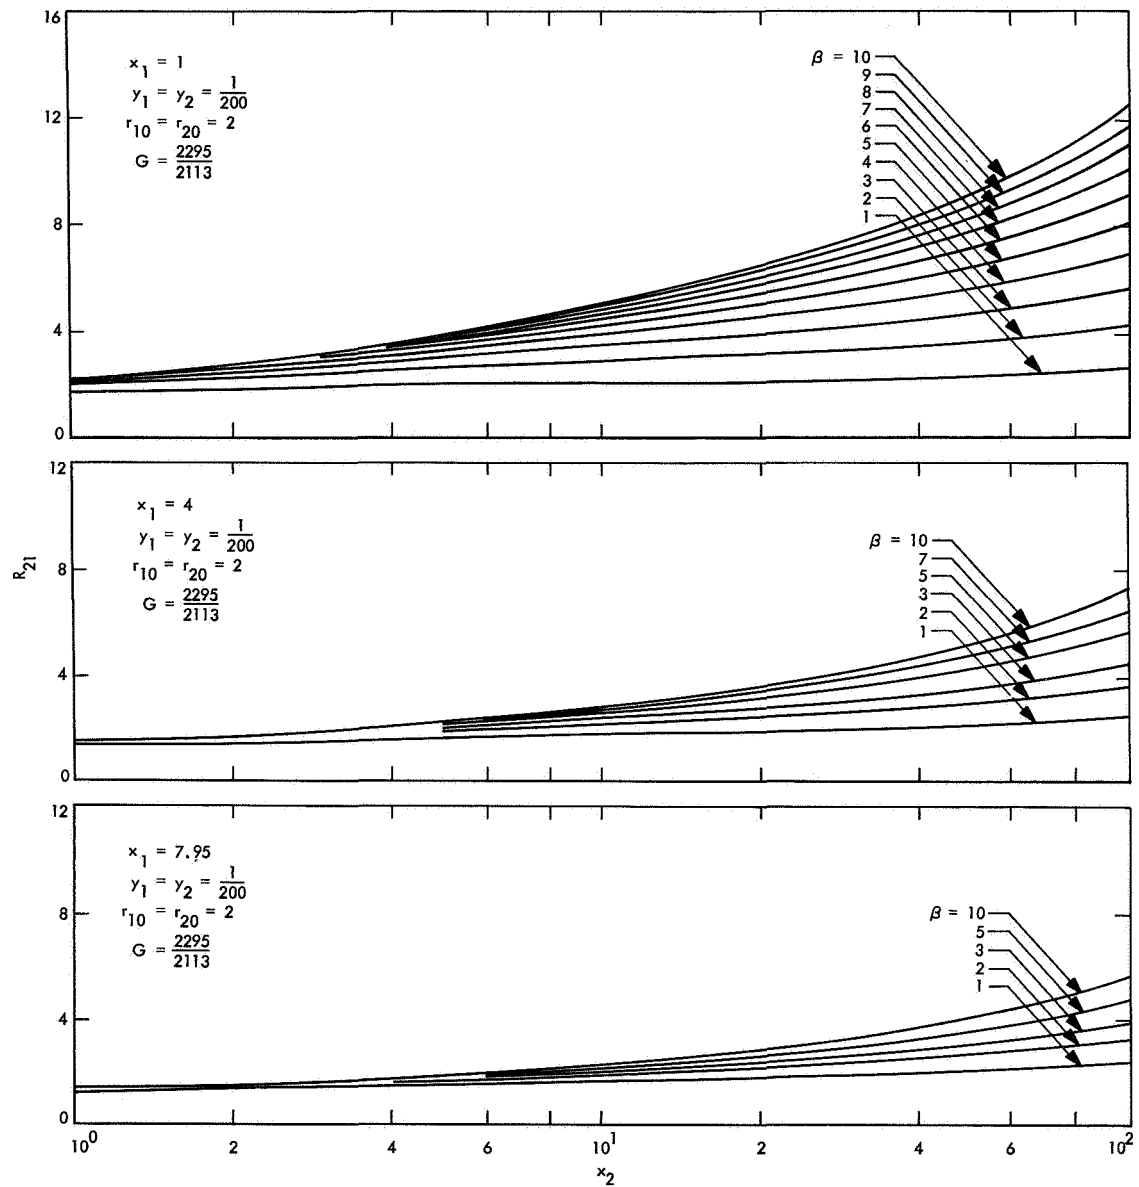 16
12
8
4
0
x1 = 1
y1 = y2 = 1/200
r10 = r20 = 2
G = 2295/2113
β = 10
9
8
7
6
5
4
3
2
1
12
8
4
0
R21
x1 = 4
y1 = y2 = 1/200
r10 = r20 = 2
G = 2295/2113
β = 10
7
5
3
2
1
12
8
4
0
x1 = 7.95
y1 = y2 = 1/200
r10 = r20 = 2
G = 2295/2113
β = 10
5
3
2
1
10^0 2 4 6 10^1 2 4 6 10^2
x2